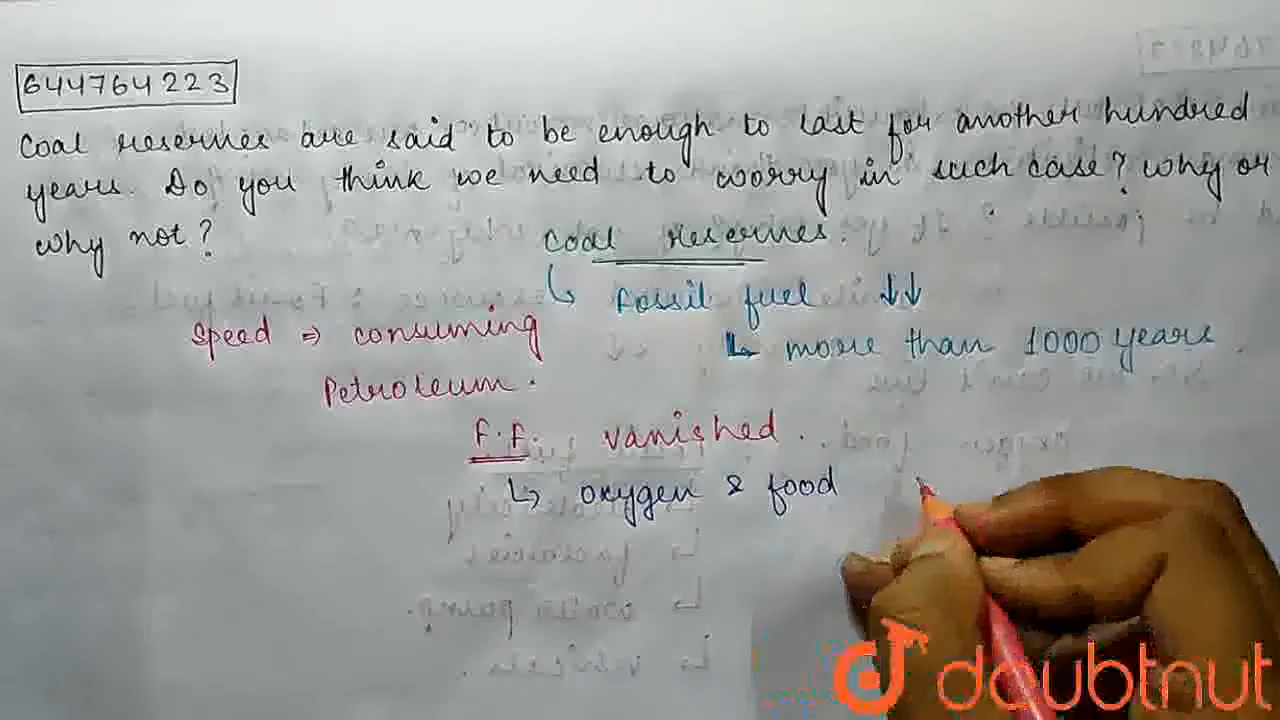 644764223
Coal reserves are said to be enough to last for another hundred
years. Do you think we need to worry in such case? why or
why not?
Coal reserves.
↳ Fossil fuel ↓↓
Speed ⇒ consuming
↳ more than 1000 years.
Petroleum.
F.F. vanished.
↳ oxygen & food
doubtnut